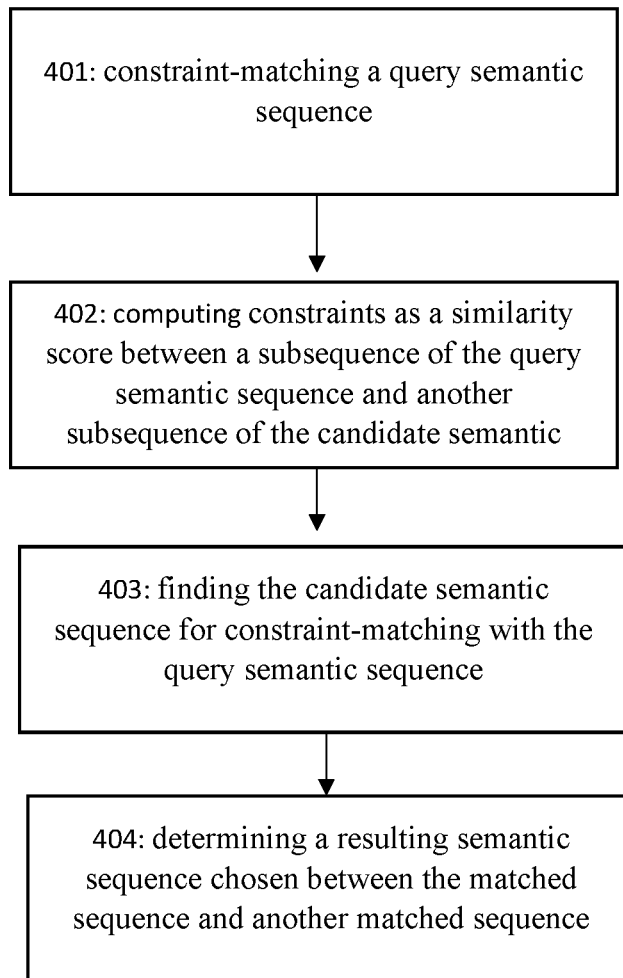 401: constraint-matching a query semantic
sequence
402: computing constraints as a similarity
score between a subsequence of the query
semantic sequence and another
subsequence of the candidate semantic
403: finding the candidate semantic
sequence for constraint-matching with the
query semantic sequence
404: determining a resulting semantic
sequence chosen between the matched
sequence and another matched sequence